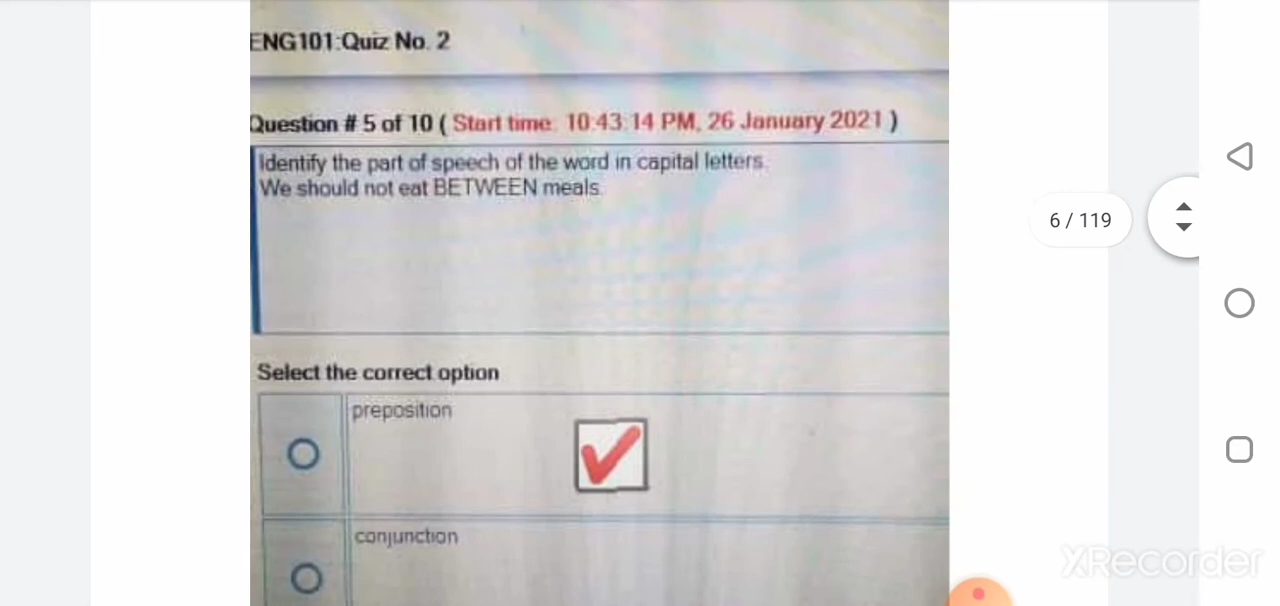 ENG101:Quiz No. 2
Question # 5 of 10 ( Start time: 10:43:14 PM, 26 January 2021 )
Identify the part of speech of the word in capital letters.
We should not eat BETWEEN meals.
6 / 119
Select the correct option
preposition
conjunction
XRecorder